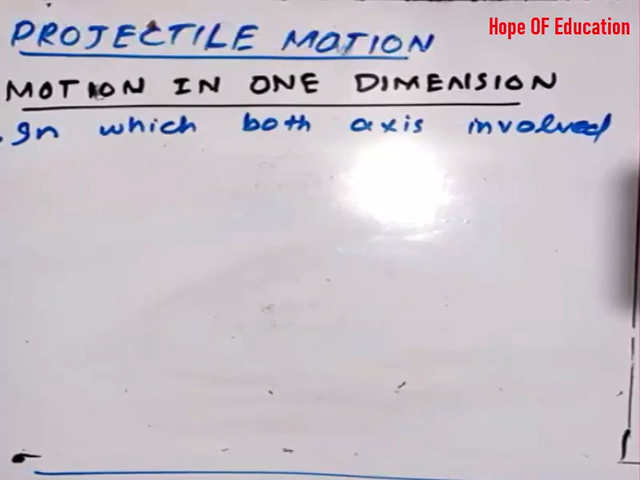 Hope OF Education
PROJECTILE MOTION
MOTION IN ONE DIMENSION
. In which both axis involved